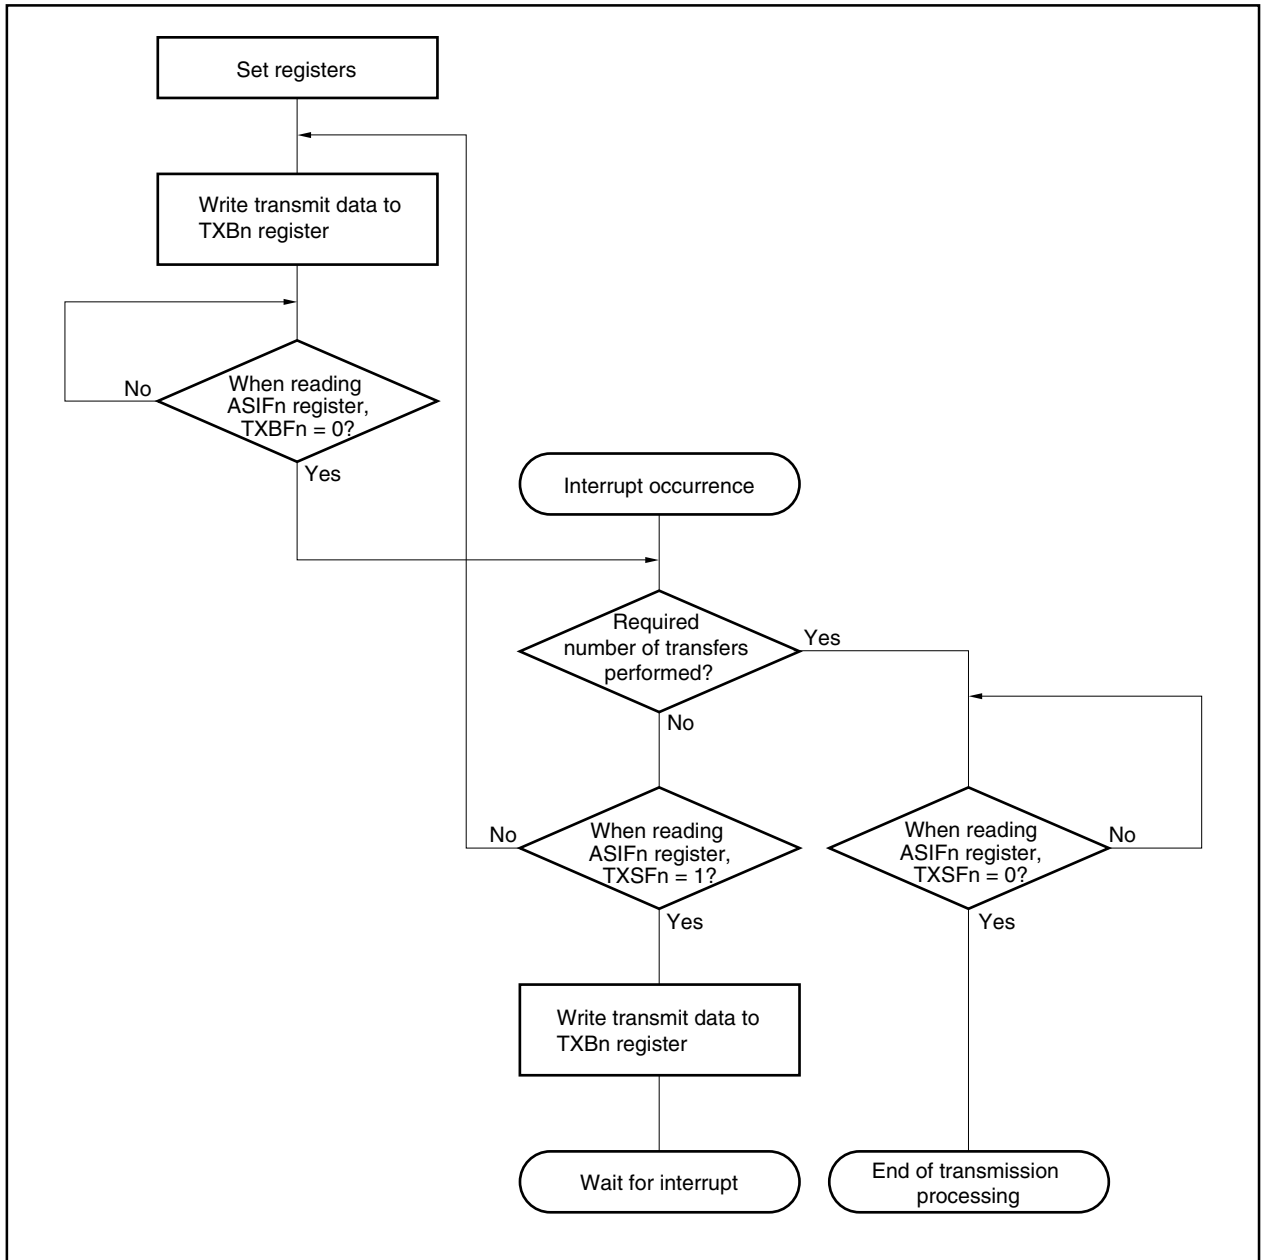 Set registers
Write transmit data to
TXBn register
No
When reading
ASIFn register,
TXBFn = 0?
Yes
Interrupt occurrence
Required
number of transfers
performed?
Yes
No
No
When reading
ASIFn register,
TXSFn = 1?
Yes
When reading
ASIFn register,
TXSFn = 0?
No
Yes
Write transmit data to
TXBn register
Wait for interrupt
End of transmission
processing